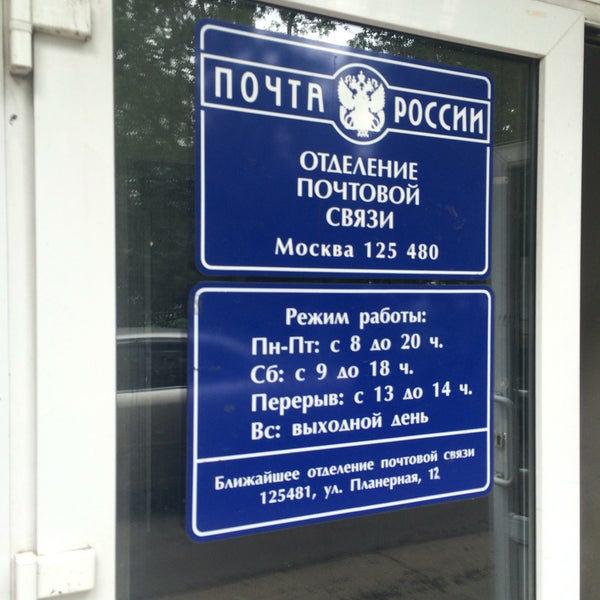 ПОЧТА РОССИИ
ОТДЕЛЕНИЕ
ПОЧТОВОЙ
СВЯЗИ
Москва 125 480
Режим работы:
Пн-Пт: с 8 до 20 ч.
Сб: с 9 до 18 ч.
Перерыв: с 13 до 14 ч.
Вс: выходной день
Ближайшее отделение почтовой связи
125481, ул. Планерная, 12